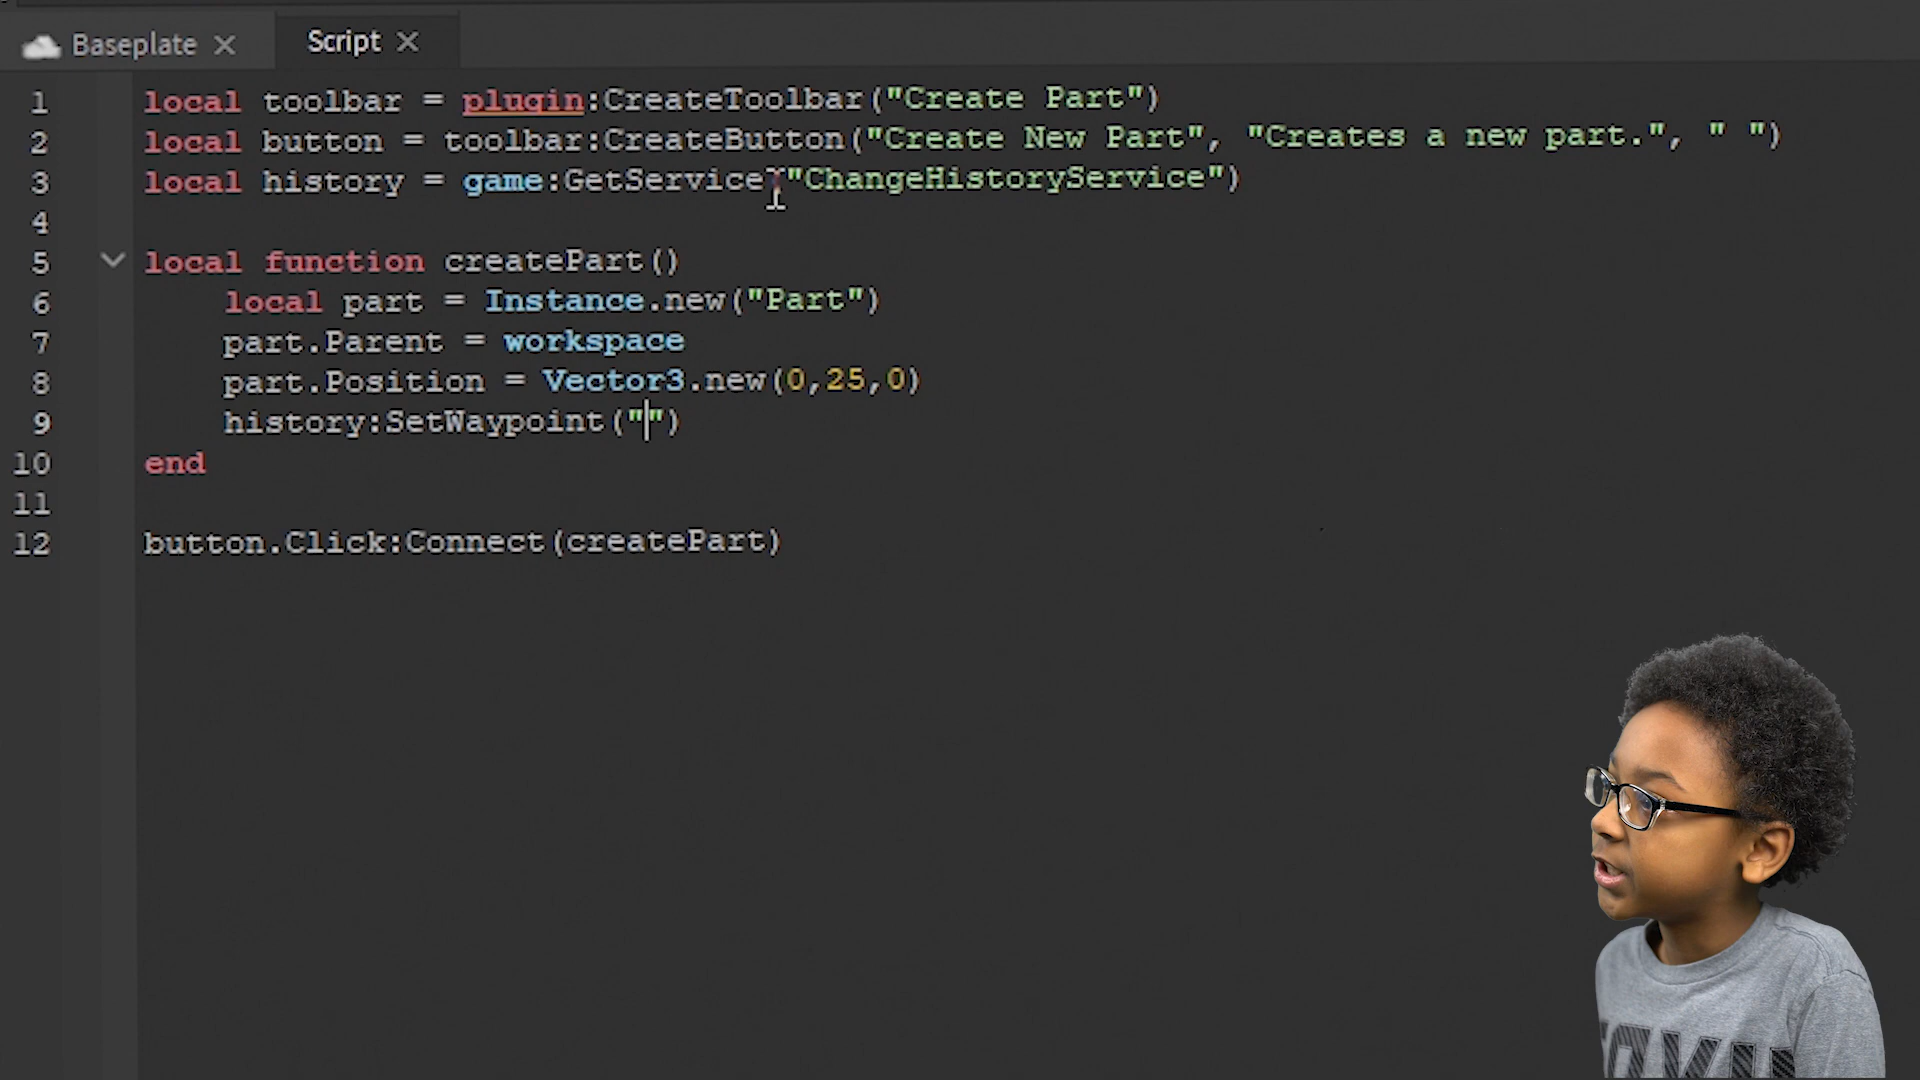 Baseplate
Script
1 local toolbar = plugin:CreateToolbar("Create Part")
2 local button = toolbar:CreateButton("Create New Part", "Creates a new part.", " ")
3 local history = game:GetService("ChangeHistoryService")
4
5 local function createPart()
6 local part = Instance.new("Part")
7 part.Parent = workspace
8 part.Position = Vector3.new(0,25,0)
9 history:SetWaypoint("")
10 end
11
12 button.Click:Connect(createPart)